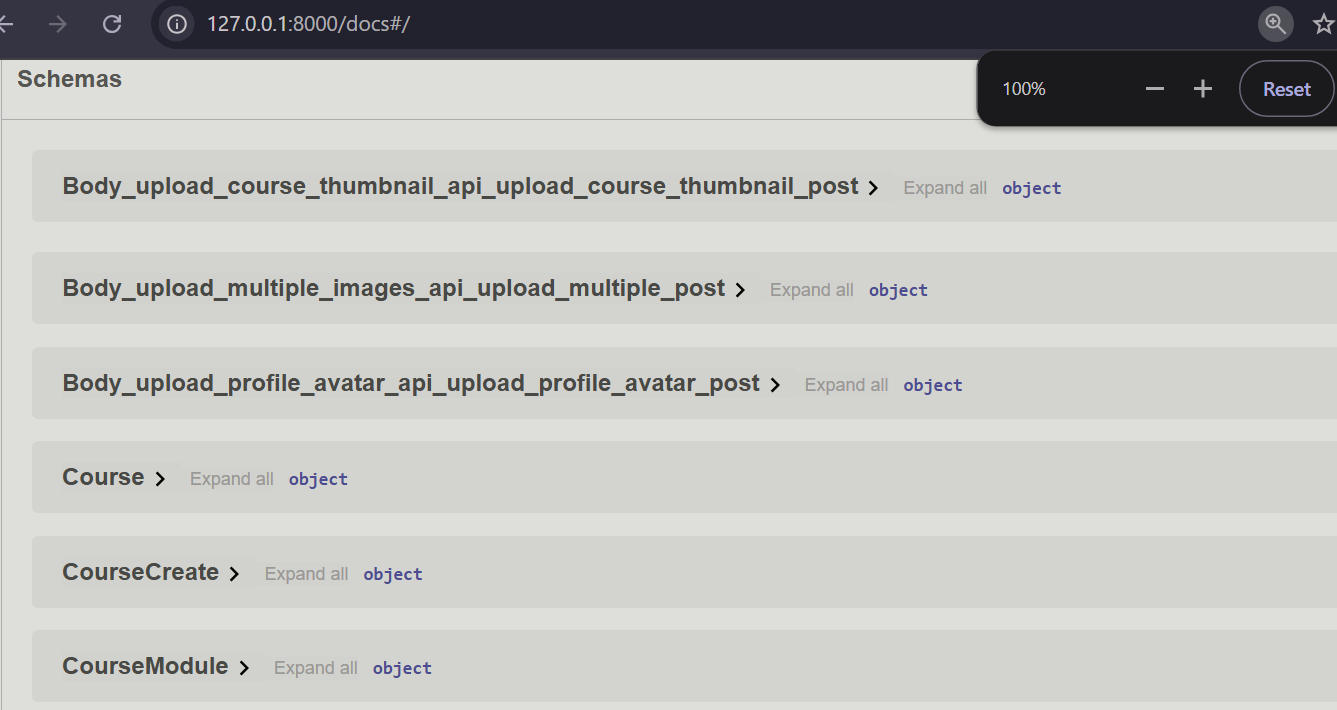 127.0.0.1:8000/docs#/
100%
Reset
Schemas
Body_upload_course_thumbnail_api_upload_course_thumbnail_post Expand all object
Body_upload_multiple_images_api_upload_multiple_post Expand all object
Body_upload_profile_avatar_api_upload_profile_avatar_post Expand all object
Course Expand all object
CourseCreate Expand all object
CourseModule Expand all object